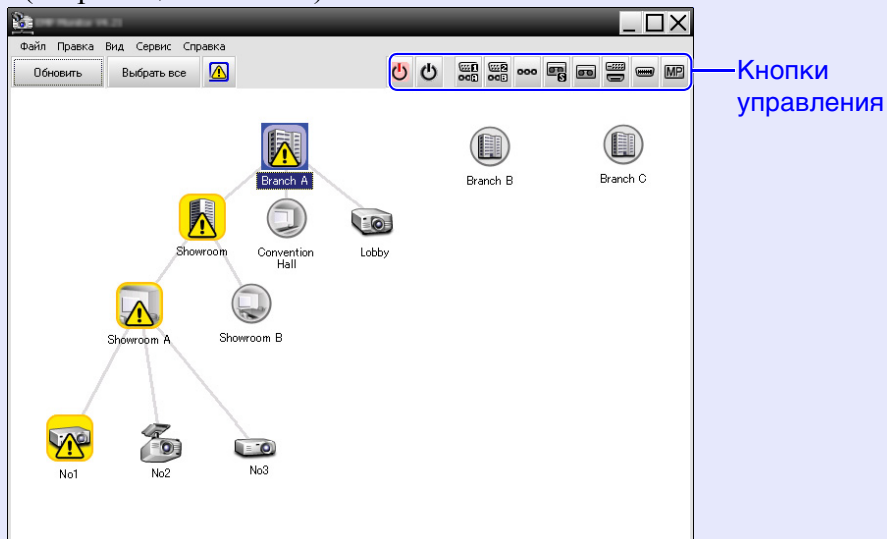 Файл Правка Вид Сервис Справка
Обновить Выбрать все
MP
Кнопки
управления
Branch A
Branch B
Branch C
Showroom
Convention
Hall
Lobby
Showroom A
Showroom B
No1
No2
No3